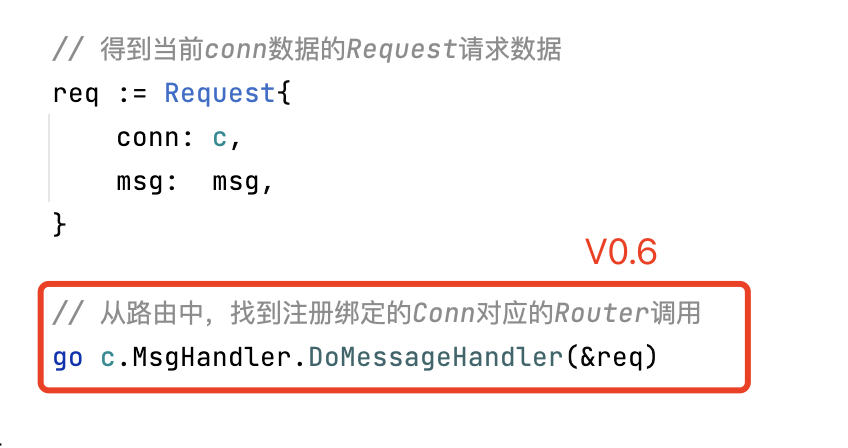 // 得到当前conn数据的Request请求数据
req := Request{
    conn: c,
    msg:  msg,
}
V0.6
// 从路由中，找到注册绑定的Conn对应的Router调用
go c.MsgHandler.DoMessageHandler(&req)